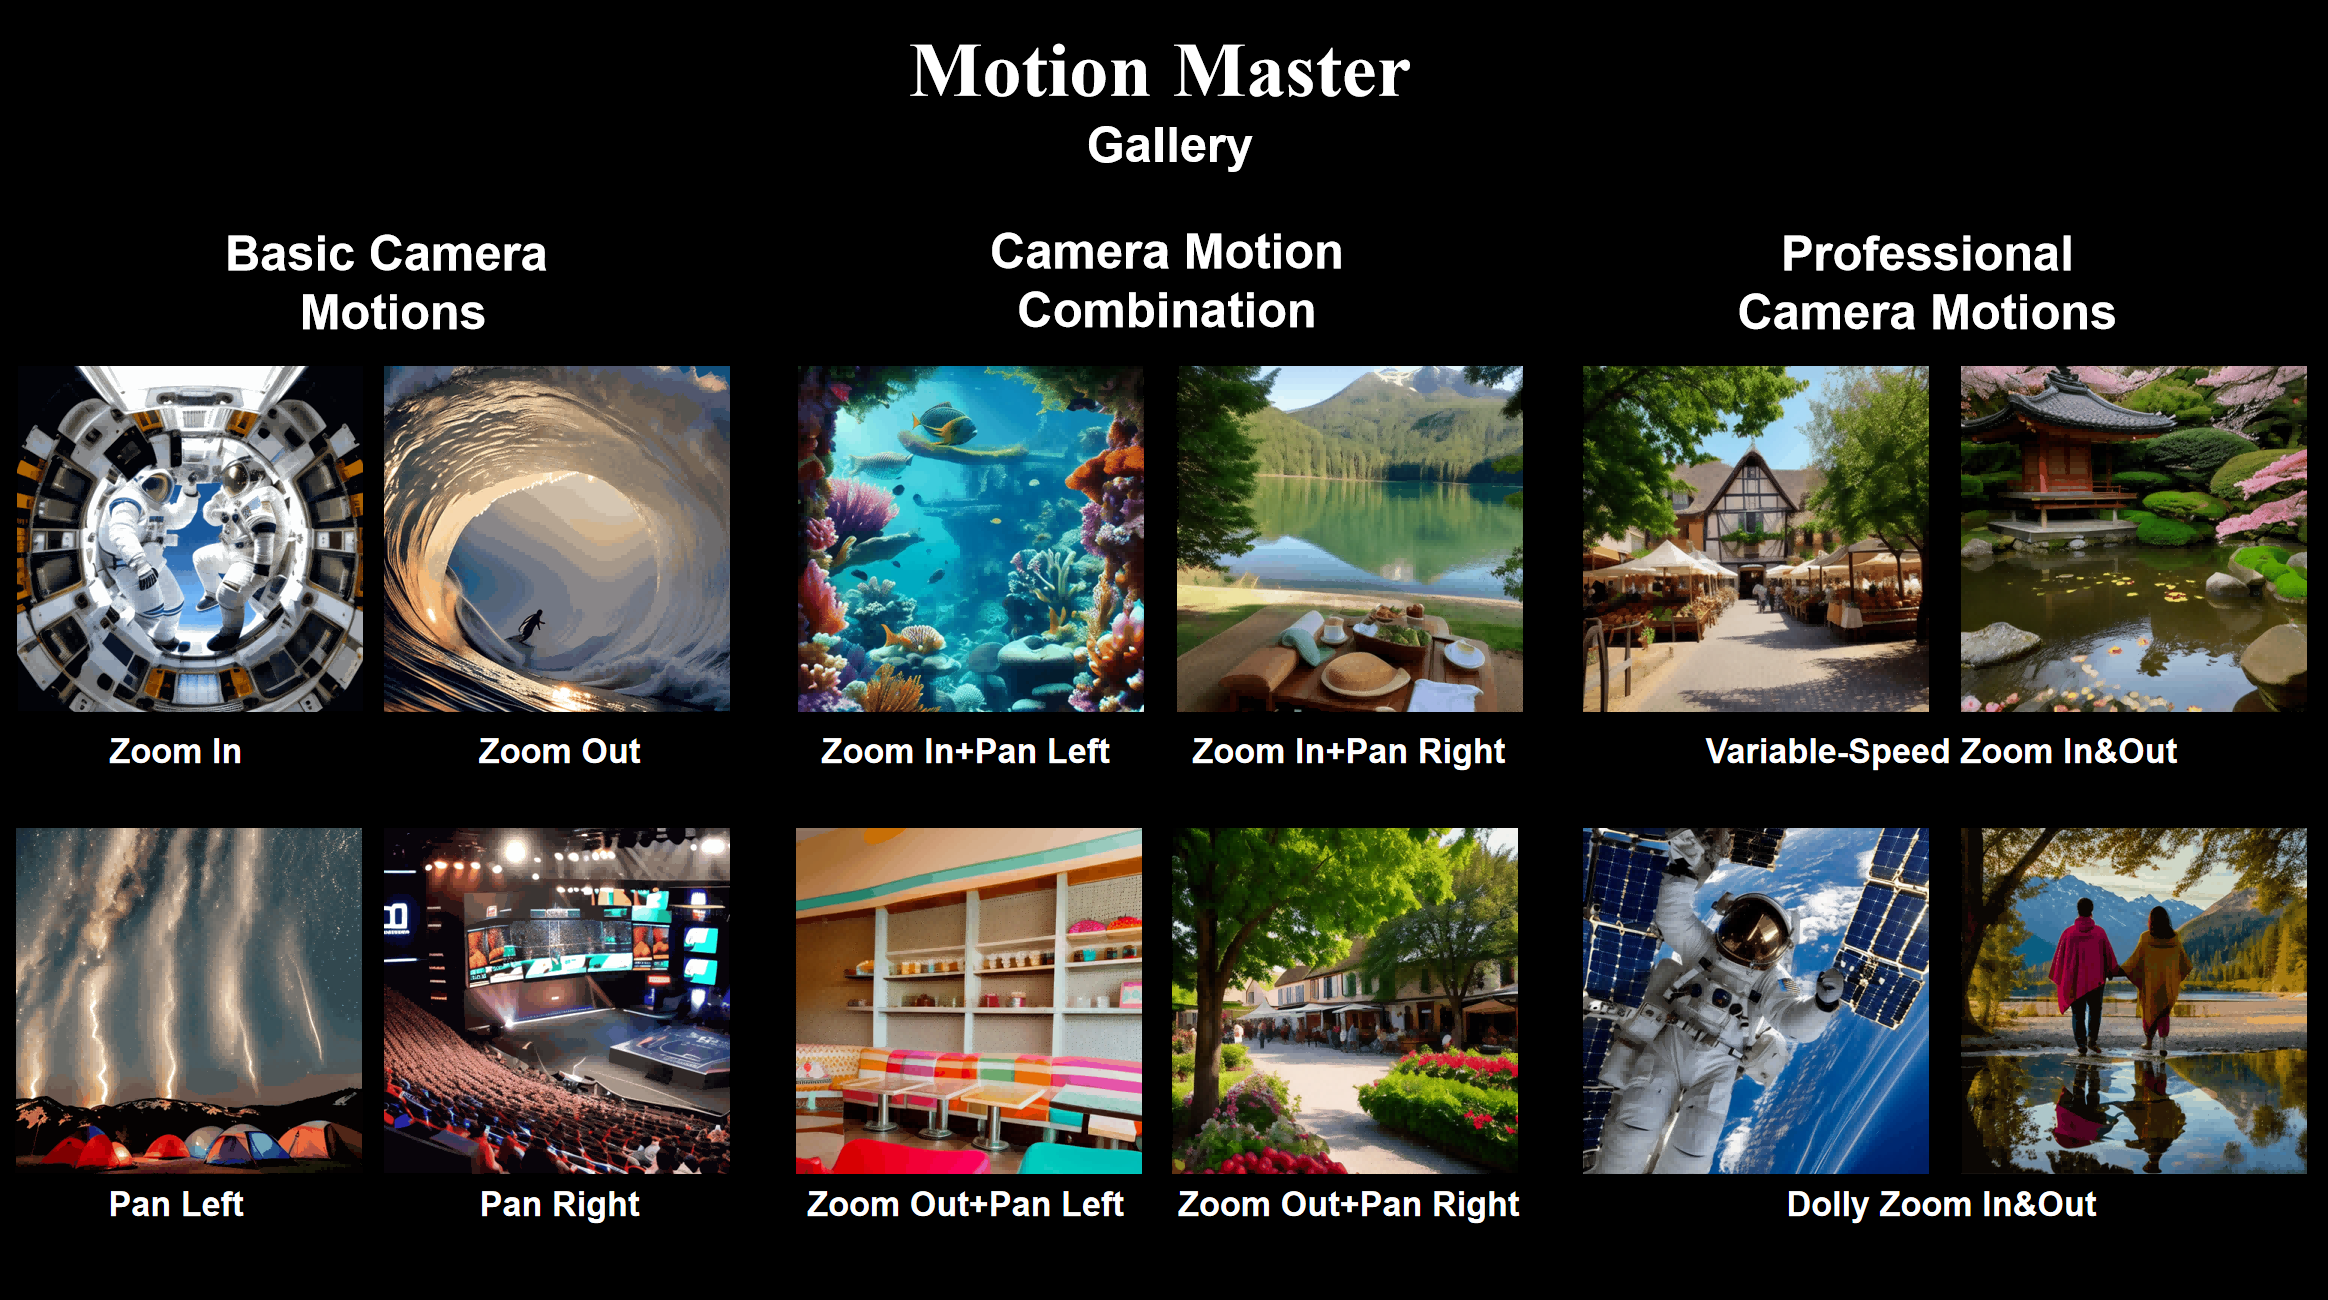 Motion Master
Gallery
Basic Camera
Motions
Camera Motion
Combination
Professional
Camera Motions
Zoom In
Zoom Out
Zoom In+Pan Left
Zoom In+Pan Right
Variable-Speed Zoom In&Out
Pan Left
Pan Right
Zoom Out+Pan Left
Zoom Out+Pan Right
Dolly Zoom In&Out